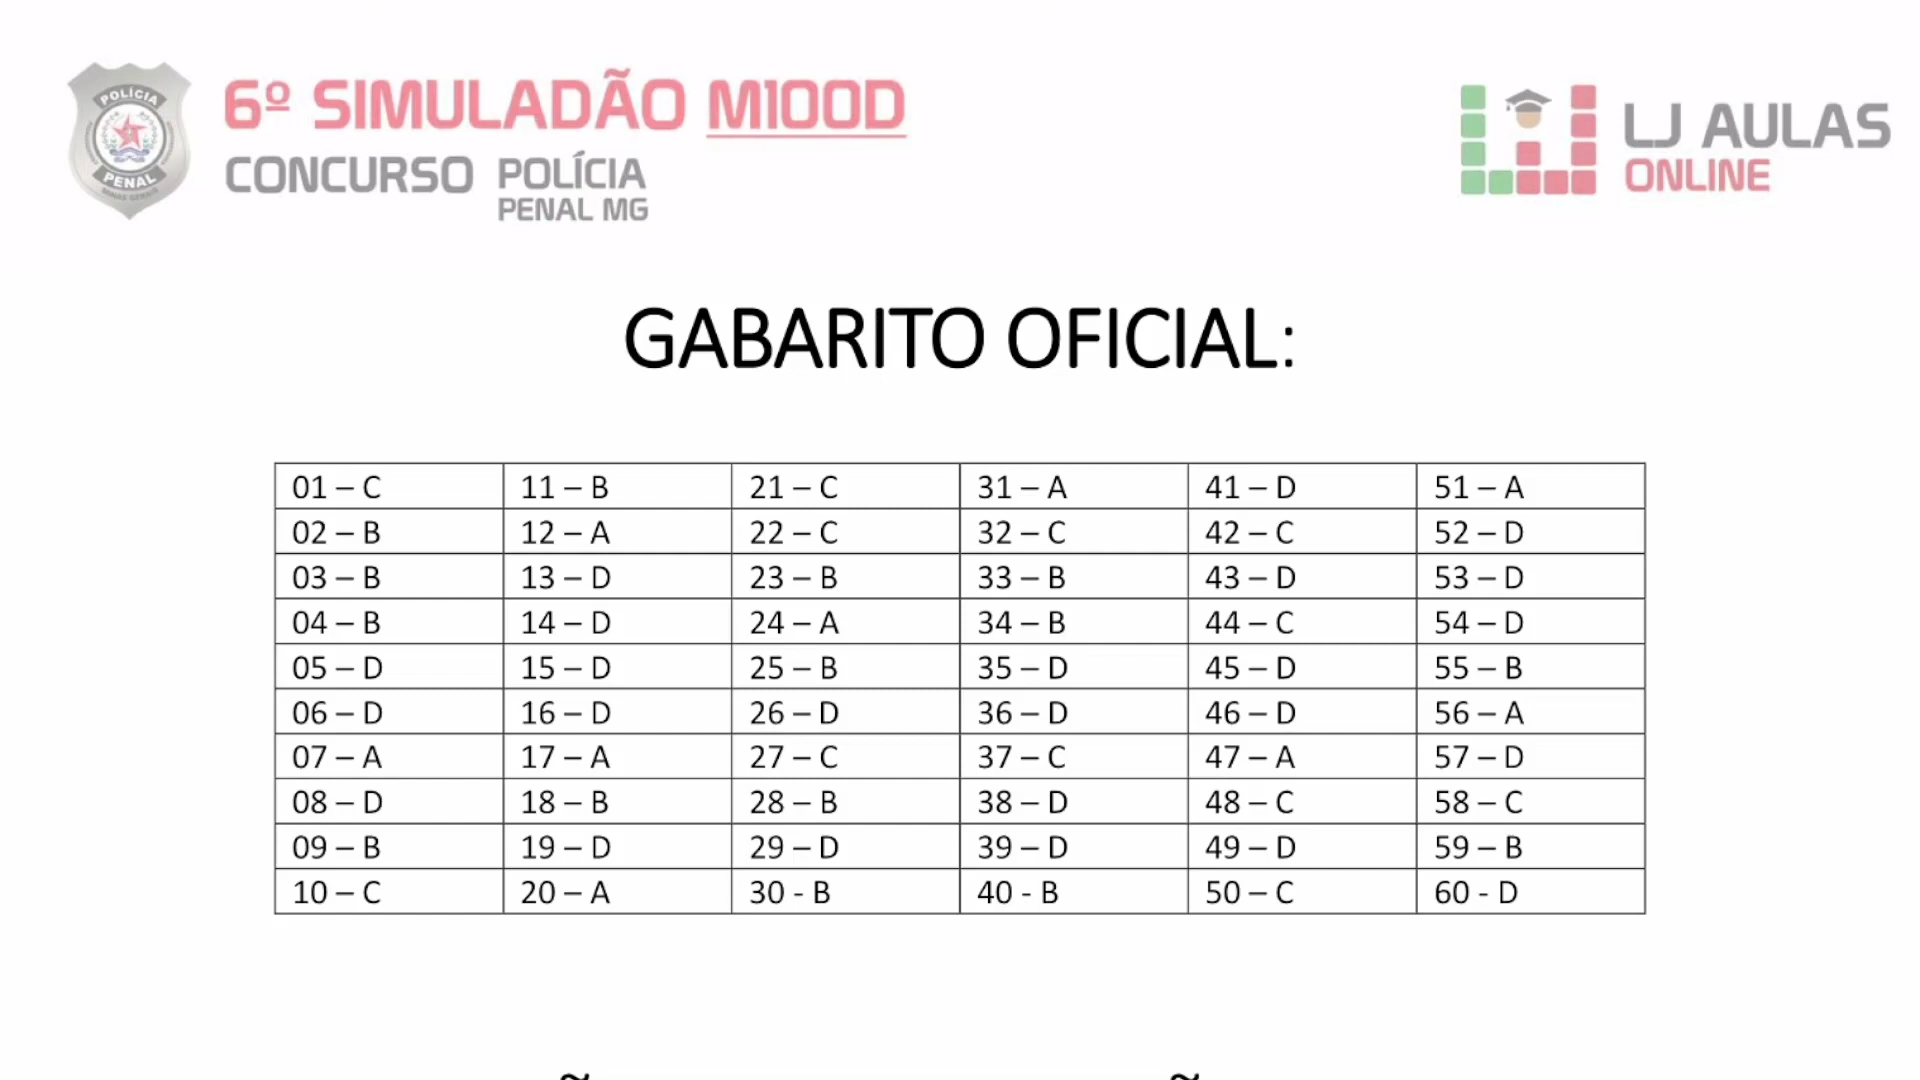 POLÍCIA
PENAL
MINAS GERAIS
6º SIMULADÃO M100D
CONCURSO POLÍCIA
PENAL MG
LJ AULAS
ONLINE
GABARITO OFICIAL:
01 – C 11 – B 21 – C 31 – A 41 – D 51 – A
02 – B 12 – A 22 – C 32 – C 42 – C 52 – D
03 – B 13 – D 23 – B 33 – B 43 – D 53 – D
04 – B 14 – D 24 – A 34 – B 44 – C 54 – D
05 – D 15 – D 25 – B 35 – D 45 – D 55 – B
06 – D 16 – D 26 – D 36 – D 46 – D 56 – A
07 – A 17 – A 27 – C 37 – C 47 – A 57 – D
08 – D 18 – B 28 – B 38 – D 48 – C 58 – C
09 – B 19 – D 29 – D 39 – D 49 – D 59 – B
10 – C 20 – A 30 - B 40 - B 50 – C 60 - D